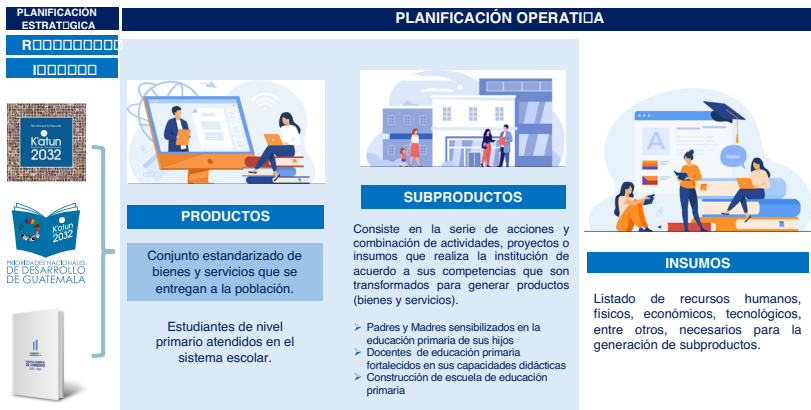 PLANIFICACIÓN
ESTRAT□GICA
PLANIFICACIÓN OPERATI□A
R□□□□□□□□□
I□□□□□□
K'atun
2032
K'atun
2032
PRIORIDADES NACIONALES
DE DESARROLLO
DE GUATEMALA
PRODUCTOS
Conjunto estandarizado de
bienes y servicios que se
entregan a la población.
Estudiantes de nivel
primario atendidos en el
sistema escolar.
SUBPRODUCTOS
Consiste en la serie de acciones y
combinación de actividades, proyectos o
insumos que realiza la institución de
acuerdo a sus competencias que son
transformados para generar productos
(bienes y servicios).
➢ Padres y Madres sensibilizados en la
educación primaria de sus hijos
➢ Docentes de educación primaria
fortalecidos en sus capacidades didácticas
➢ Construcción de escuela de educación
primaria
A
INSUMOS
Listado de recursos humanos,
físicos, económicos, tecnológicos,
entre otros, necesarios para la
generación de subproductos.